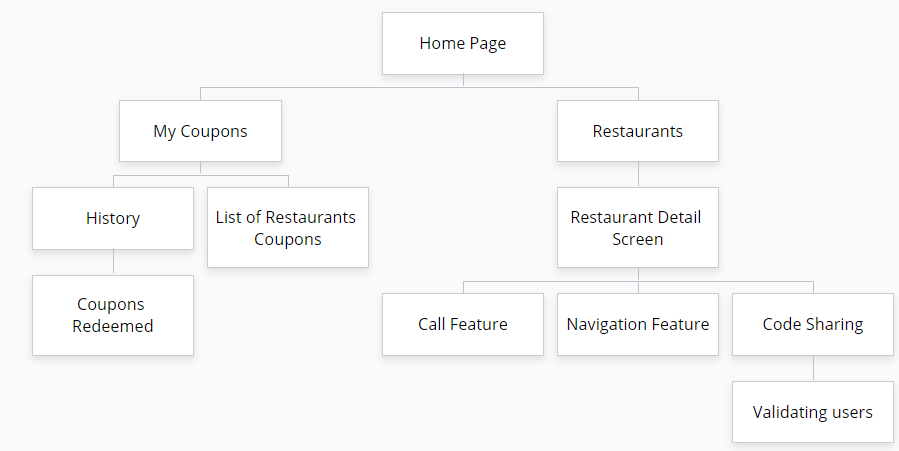 Home Page
My Coupons
Restaurants
History
List of Restaurants
Coupons
Restaurant Detail
Screen
Coupons
Redeemed
Call Feature
Navigation Feature
Code Sharing
Validating users